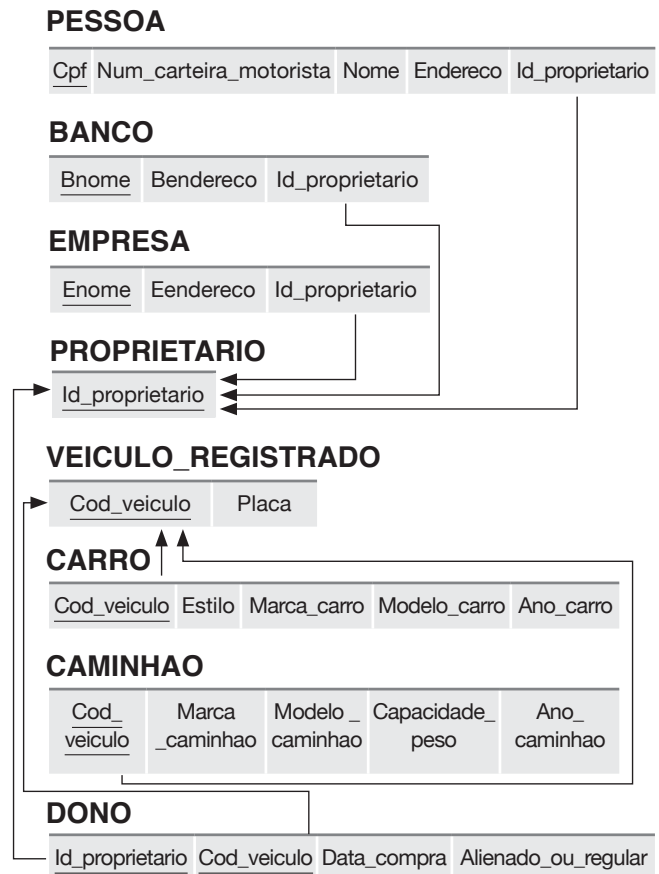 PESSOA
Cpf Num_carteira_motorista Nome Endereco Id_proprietario
BANCO
Bnome Bendereco Id_proprietario
EMPRESA
Enome Eendereco Id_proprietario
PROPRIETARIO
Id_proprietario
VEICULO_REGISTRADO
Cod_veiculo Placa
CARRO
Cod_veiculo Estilo Marca_carro Modelo_carro Ano_carro
CAMINHAO
Cod_ Marca Modelo _ Capacidade_ Ano_
veiculo _caminhao caminhao peso caminhao
DONO
Id_proprietario Cod_veiculo Data_compra Alienado_ou_regular